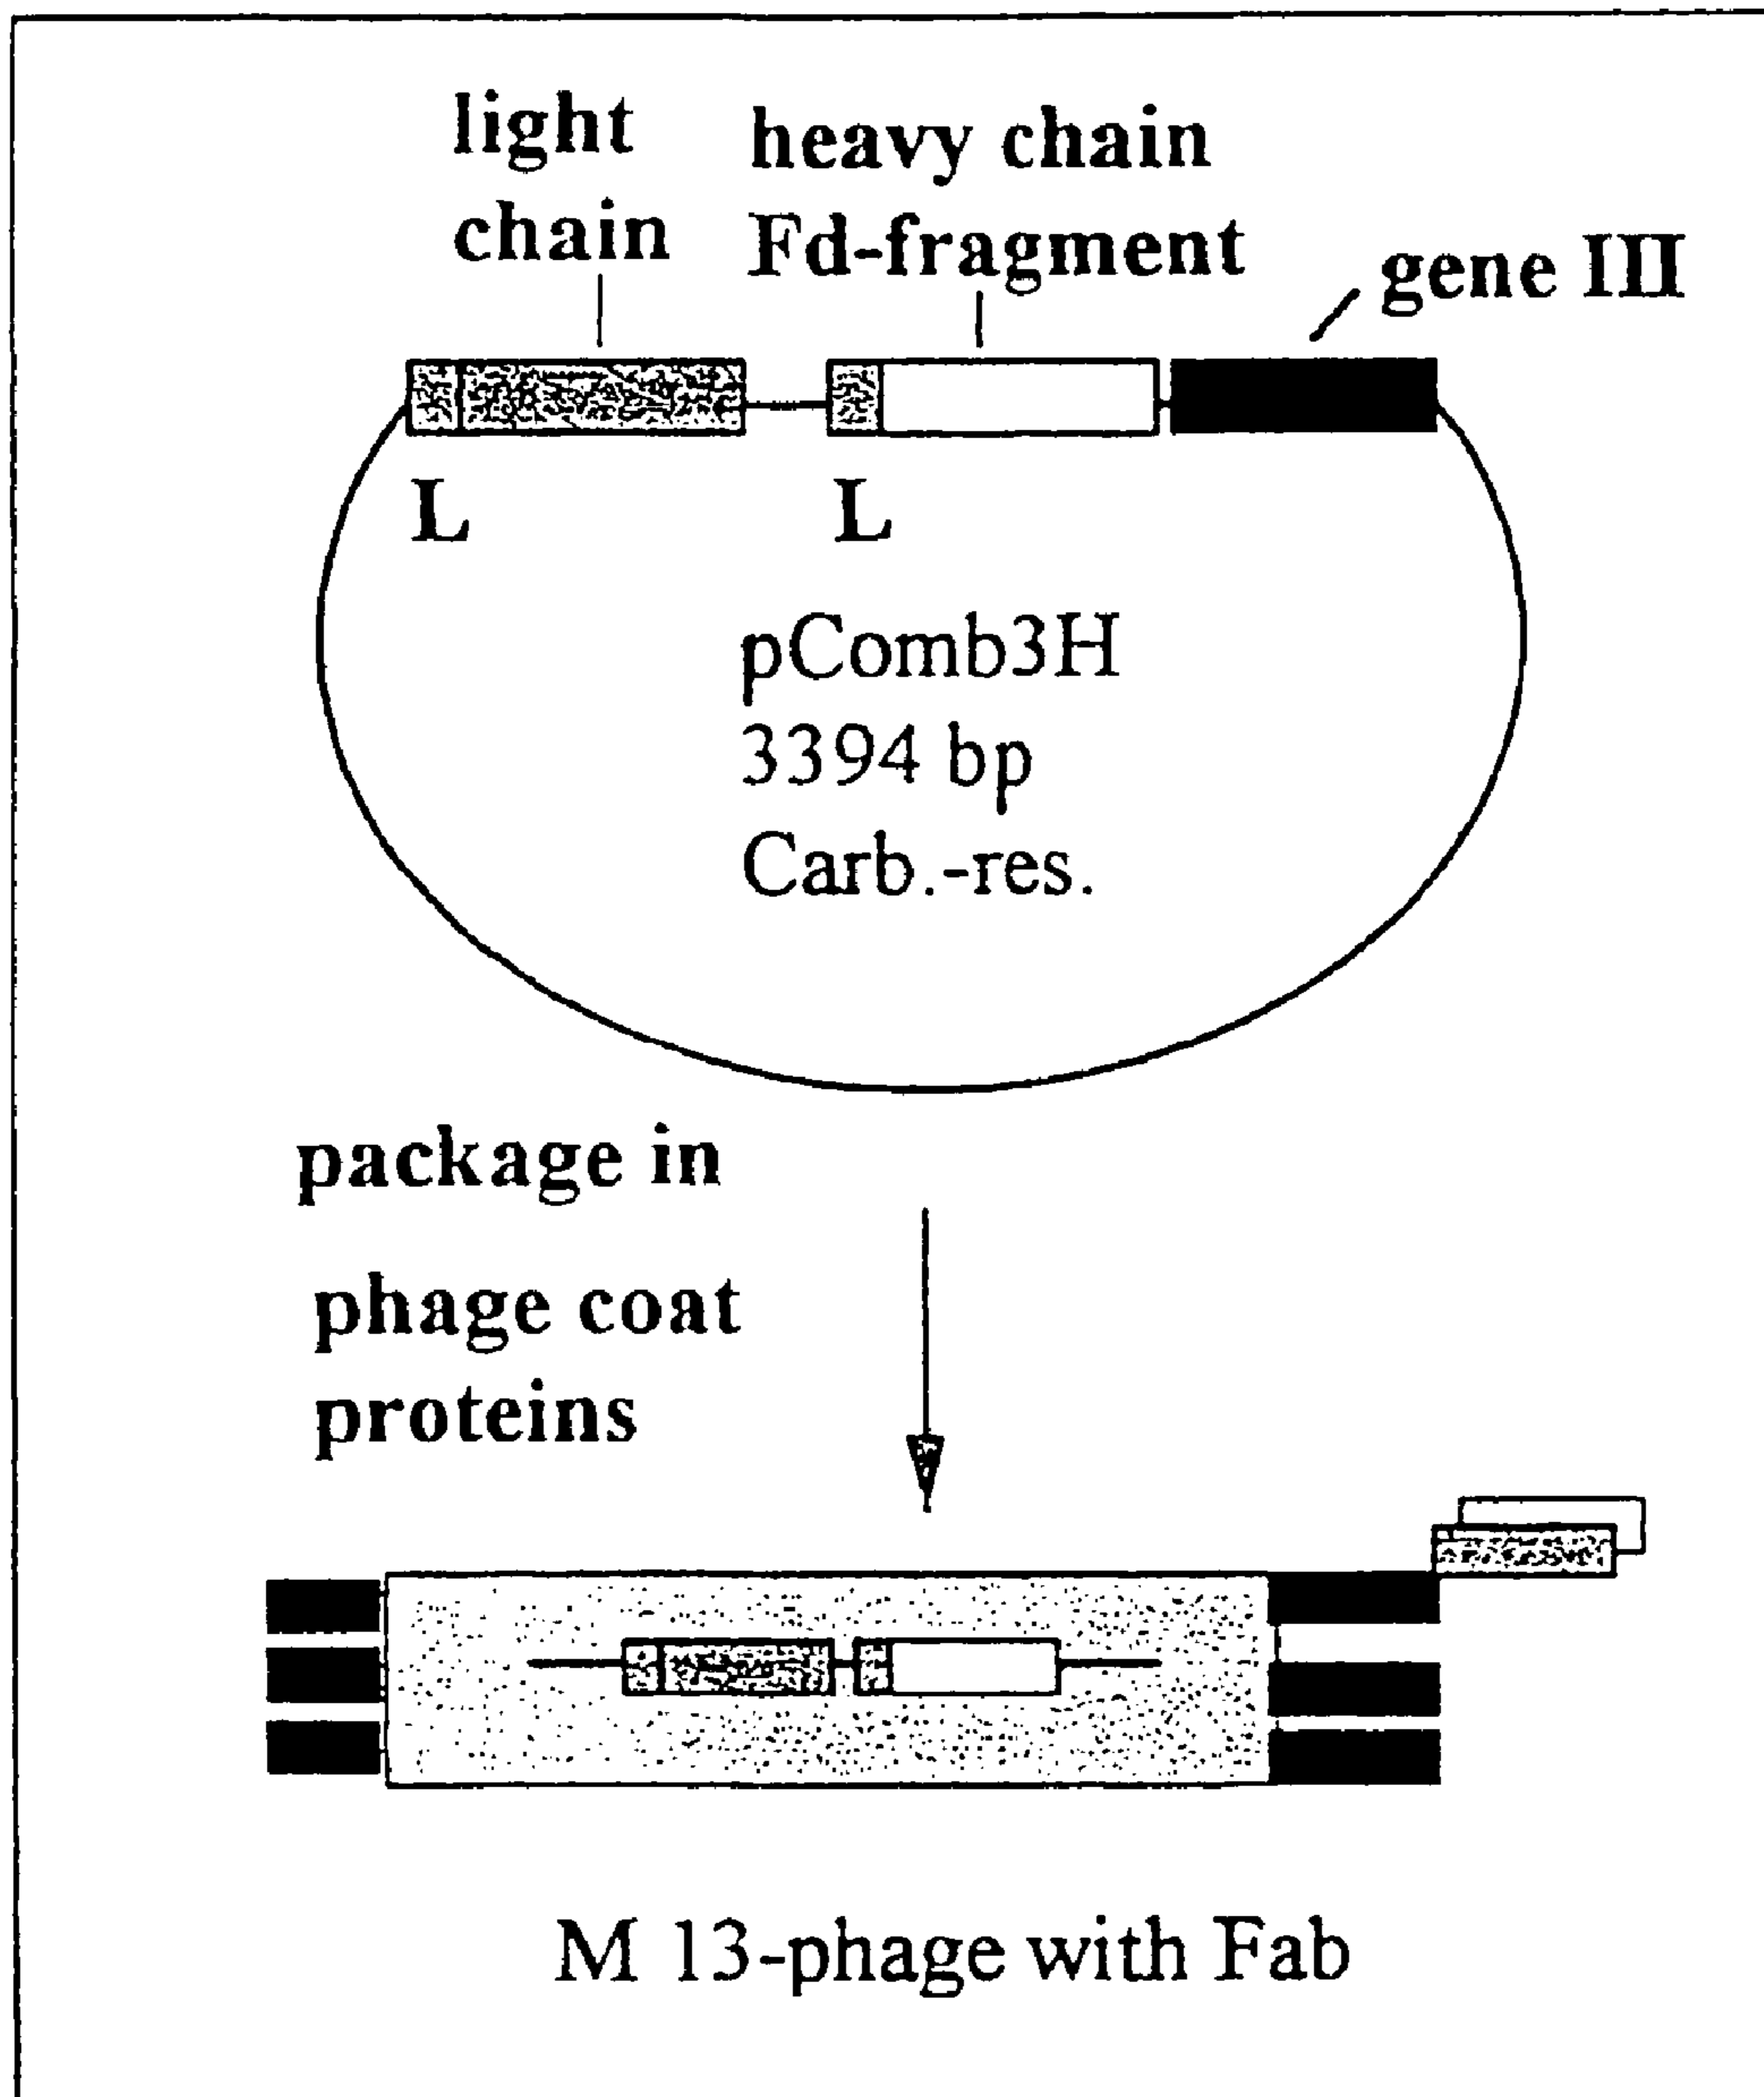 light
chain
heavy chain
Fd-fragment
gene III
L
L
pComb3H
3394 bp
Carb.-res.
package in
phage coat
proteins
M 13-phage with Fab